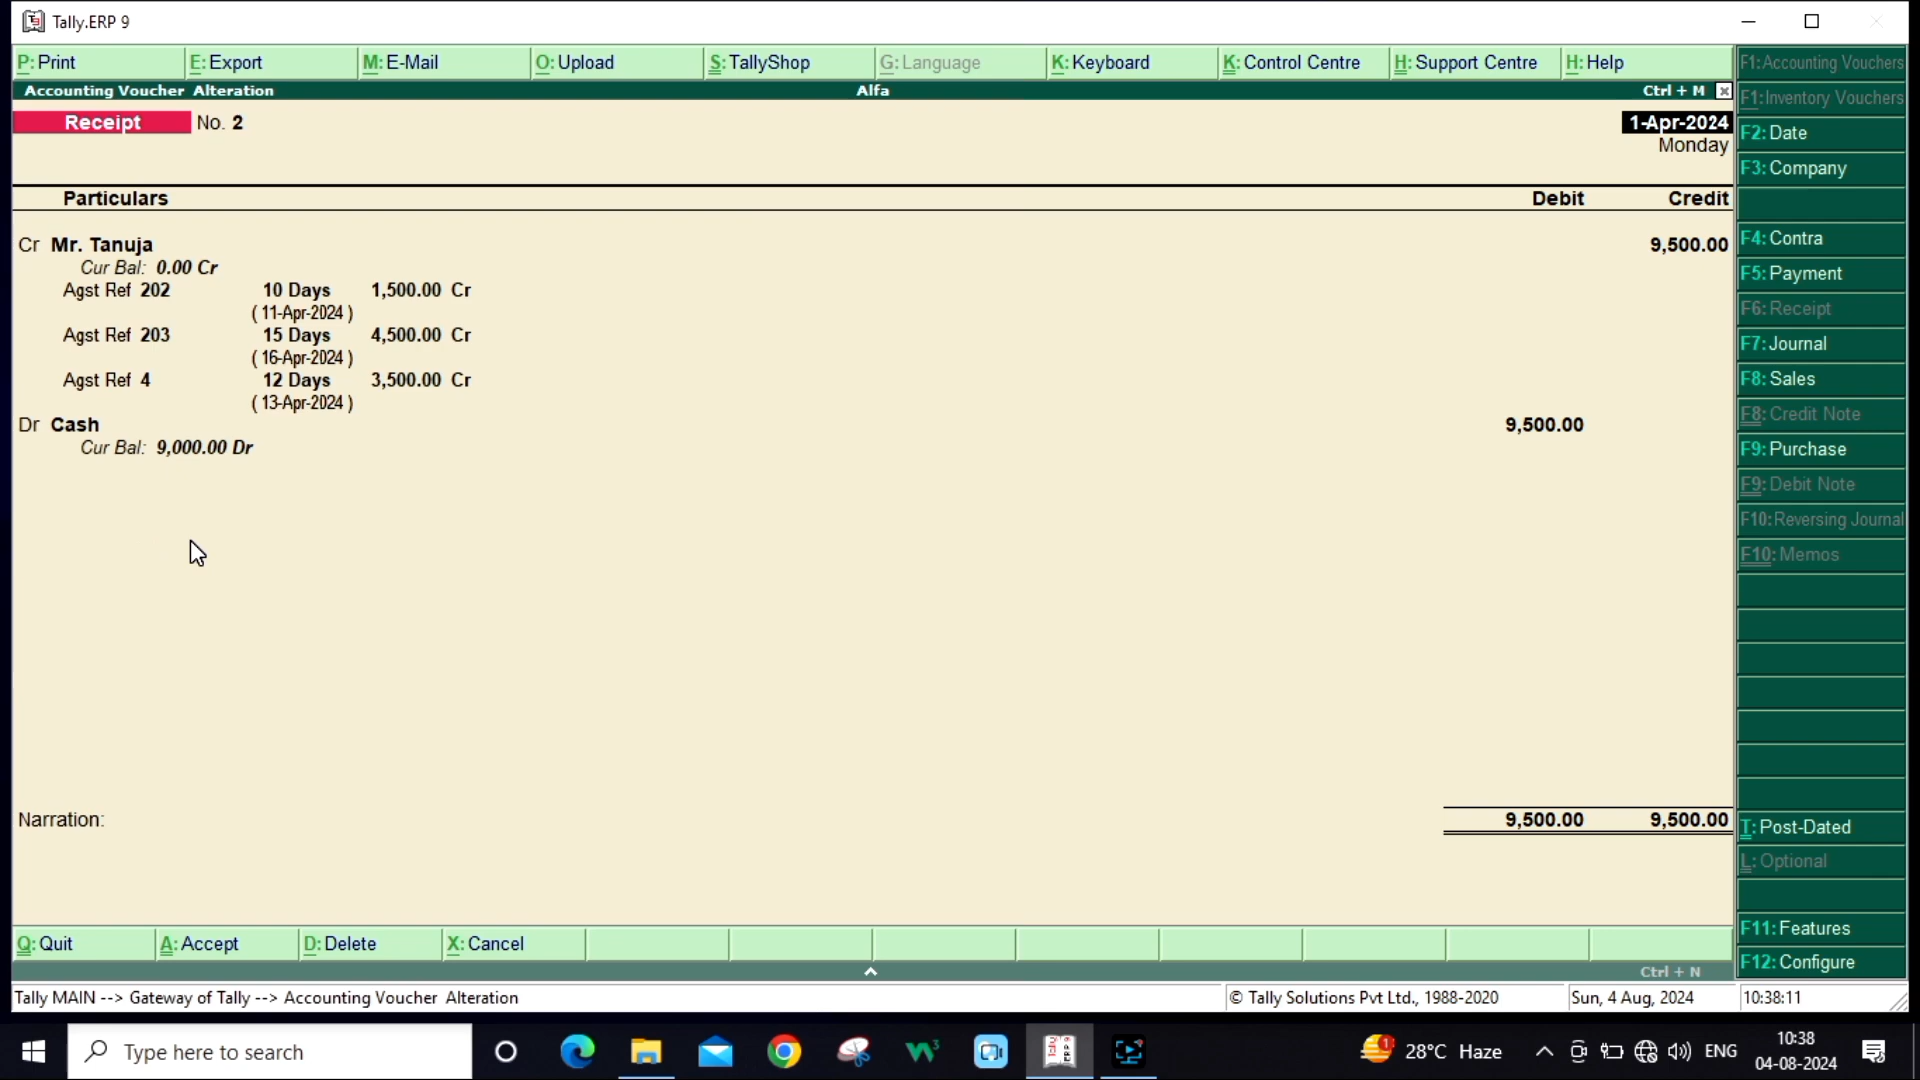 Tally.ERP 9
P: Print E: Export M: E-Mail O: Upload S: TallyShop G: Language K: Keyboard K: Control Centre H: Support Centre H: Help
F1: Accounting Vouchers
Accounting Voucher Alteration Alfa Ctrl + M
F1: Inventory Vouchers
Receipt No. 2 1-Apr-2024
F2: Date
Monday
F3: Company
Particulars Debit Credit
Cr Mr. Tanuja 9,500.00
F4: Contra
Cur Bal: 0.00 Cr
F5: Payment
Agst Ref 202 10 Days 1,500.00 Cr
( 11-Apr-2024 )
F6: Receipt
Agst Ref 203 15 Days 4,500.00 Cr
F7: Journal
( 16-Apr-2024 )
Agst Ref 4 12 Days 3,500.00 Cr
F8: Sales
( 13-Apr-2024 )
F8: Credit Note
Dr Cash 9,500.00
Cur Bal: 9,000.00 Dr
F9: Purchase
F9: Debit Note
F10: Reversing Journal
F10: Memos
Narration: 9,500.00 9,500.00
T: Post-Dated
L: Optional
F11: Features
Q: Quit A: Accept D: Delete X: Cancel
F12: Configure
Ctrl + N
Tally MAIN --> Gateway of Tally --> Accounting Voucher Alteration © Tally Solutions Pvt Ltd., 1988-2020 Sun, 4 Aug, 2024 10:38:11
Type here to search 28°C Haze ENG 10:38
04-08-2024